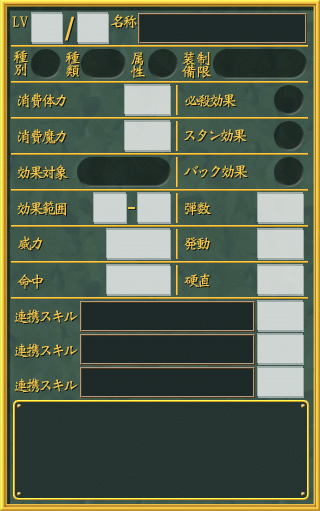 LV / 名称
種別 種類 属性 装制備限
消費体力 必殺効果
消費魔力 スタン効果
効果対象 バック効果
効果範囲 - 弾数
威力 発動
命中 硬直
連携スキル
連携スキル
連携スキル